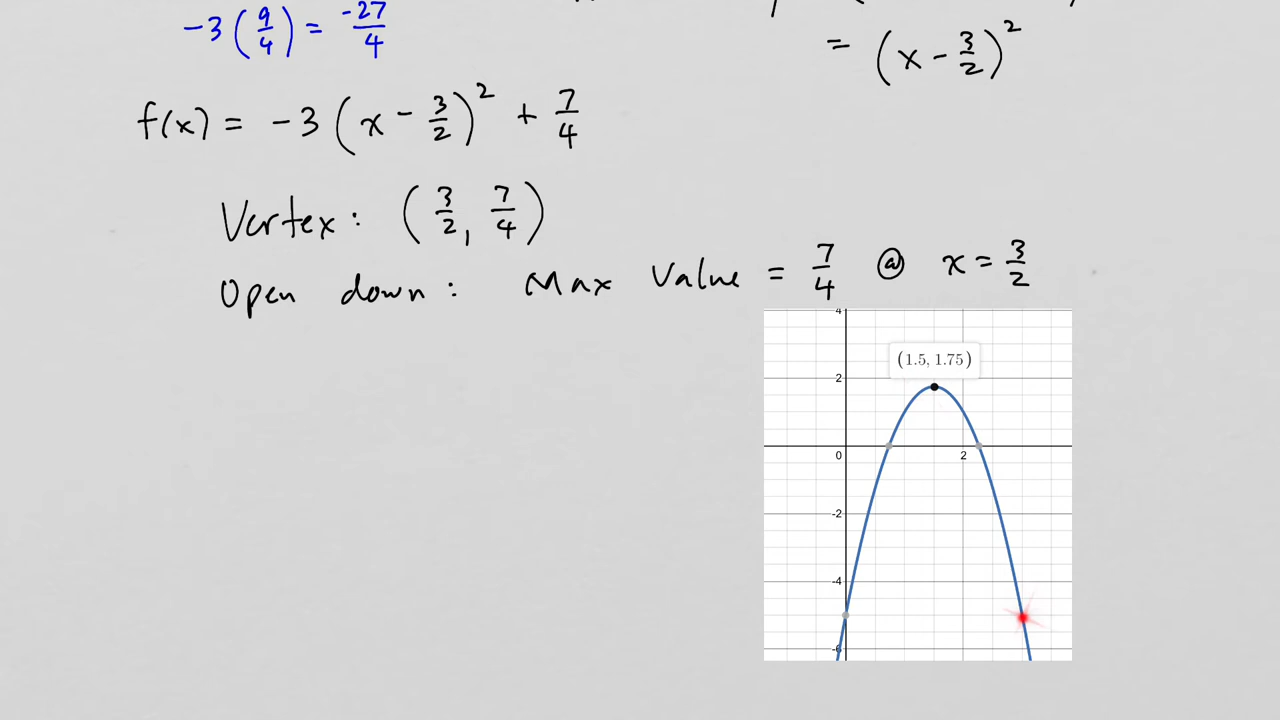 -3(9/4) = -27/4
= (x - 3/2)²
f(x) = -3(x - 3/2)² + 7/4
Vertex: (3/2, 7/4)
Open down: Max Value = 7/4 @ x = 3/2
4
(1.5, 1.75)
2
0 2
-2
-4
-6